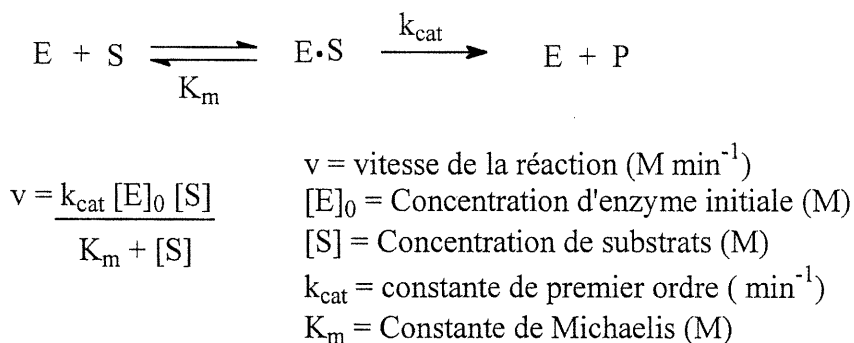 E + S ⇌ E•S → E + P
k_cat
K_m
v = k_cat [E]_0 [S]
K_m + [S]
v = vitesse de la réaction (M min^-1)
[E]_0 = Concentration d'enzyme initiale (M)
[S] = Concentration de substrats (M)
k_cat = constante de premier ordre ( min^-1)
K_m = Constante de Michaelis (M)